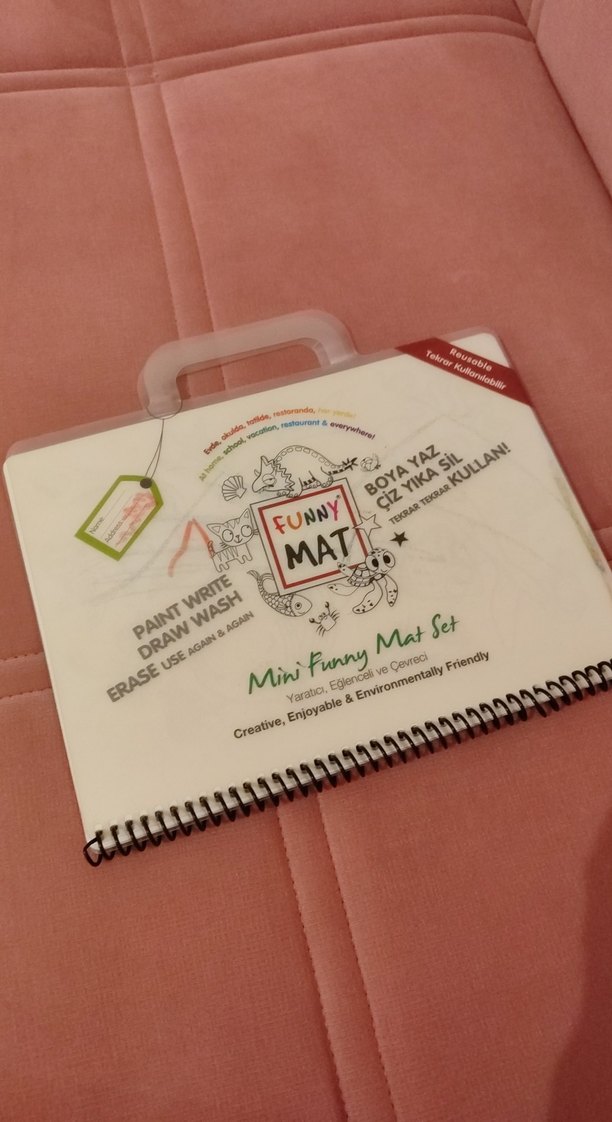 Reusable
Tekrar Kullanılabilir
Evde, okulda, tatilde, restoranda, her yerde!
At home, school, vacation, restaurant & everywhere!
BOYA YAZ
ÇİZ YIKA SİL
TEKRAR TEKRAR KULLAN!
Name
Address
FUNNY
MAT
PAINT WRITE
DRAW WASH
ERASE USE AGAIN & AGAIN
Mini Funny Mat Set
Yaratıcı, Eğlenceli ve Çevreci
Creative, Enjoyable & Environmentally Friendly